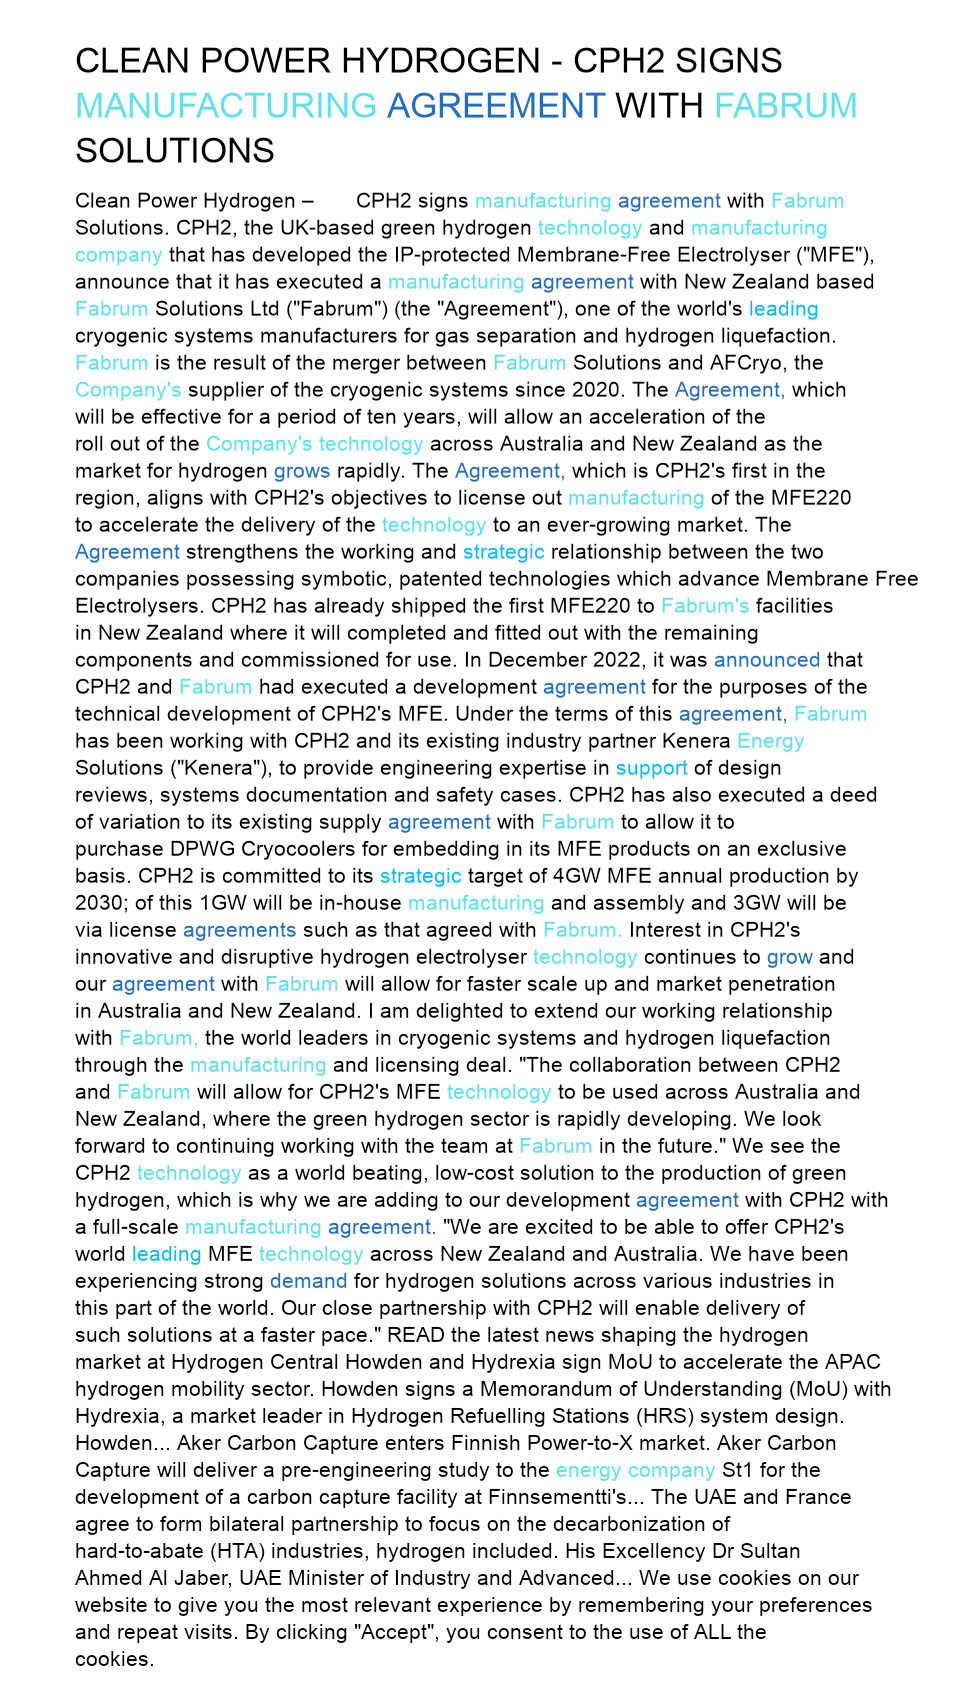 CLEAN POWER HYDROGEN - CPH2 SIGNS
MANUFACTURING AGREEMENT WITH FABRUM
SOLUTIONS
Clean Power Hydrogen – CPH2 signs manufacturing agreement with Fabrum
Solutions. CPH2, the UK-based green hydrogen technology and manufacturing
company that has developed the IP-protected Membrane-Free Electrolyser ("MFE"),
announce that it has executed a manufacturing agreement with New Zealand based
Fabrum Solutions Ltd ("Fabrum") (the "Agreement"), one of the world's leading
cryogenic systems manufacturers for gas separation and hydrogen liquefaction.
Fabrum is the result of the merger between Fabrum Solutions and AFCryo, the
Company's supplier of the cryogenic systems since 2020. The Agreement, which
will be effective for a period of ten years, will allow an acceleration of the
roll out of the Company's technology across Australia and New Zealand as the
market for hydrogen grows rapidly. The Agreement, which is CPH2's first in the
region, aligns with CPH2's objectives to license out manufacturing of the MFE220
to accelerate the delivery of the technology to an ever-growing market. The
Agreement strengthens the working and strategic relationship between the two
companies possessing symbotic, patented technologies which advance Membrane Free
Electrolysers. CPH2 has already shipped the first MFE220 to Fabrum's facilities
in New Zealand where it will completed and fitted out with the remaining
components and commissioned for use. In December 2022, it was announced that
CPH2 and Fabrum had executed a development agreement for the purposes of the
technical development of CPH2's MFE. Under the terms of this agreement, Fabrum
has been working with CPH2 and its existing industry partner Kenera Energy
Solutions ("Kenera"), to provide engineering expertise in support of design
reviews, systems documentation and safety cases. CPH2 has also executed a deed
of variation to its existing supply agreement with Fabrum to allow it to
purchase DPWG Cryocoolers for embedding in its MFE products on an exclusive
basis. CPH2 is committed to its strategic target of 4GW MFE annual production by
2030; of this 1GW will be in-house manufacturing and assembly and 3GW will be
via license agreements such as that agreed with Fabrum. Interest in CPH2's
innovative and disruptive hydrogen electrolyser technology continues to grow and
our agreement with Fabrum will allow for faster scale up and market penetration
in Australia and New Zealand. I am delighted to extend our working relationship
with Fabrum, the world leaders in cryogenic systems and hydrogen liquefaction
through the manufacturing and licensing deal. "The collaboration between CPH2
and Fabrum will allow for CPH2's MFE technology to be used across Australia and
New Zealand, where the green hydrogen sector is rapidly developing. We look
forward to continuing working with the team at Fabrum in the future." We see the
CPH2 technology as a world beating, low-cost solution to the production of green
hydrogen, which is why we are adding to our development agreement with CPH2 with
a full-scale manufacturing agreement. "We are excited to be able to offer CPH2's
world leading MFE technology across New Zealand and Australia. We have been
experiencing strong demand for hydrogen solutions across various industries in
this part of the world. Our close partnership with CPH2 will enable delivery of
such solutions at a faster pace." READ the latest news shaping the hydrogen
market at Hydrogen Central Howden and Hydrexia sign MoU to accelerate the APAC
hydrogen mobility sector. Howden signs a Memorandum of Understanding (MoU) with
Hydrexia, a market leader in Hydrogen Refuelling Stations (HRS) system design.
Howden... Aker Carbon Capture enters Finnish Power-to-X market. Aker Carbon
Capture will deliver a pre-engineering study to the energy company St1 for the
development of a carbon capture facility at Finnsementti's... The UAE and France
agree to form bilateral partnership to focus on the decarbonization of
hard-to-abate (HTA) industries, hydrogen included. His Excellency Dr Sultan
Ahmed Al Jaber, UAE Minister of Industry and Advanced... We use cookies on our
website to give you the most relevant experience by remembering your preferences
and repeat visits. By clicking "Accept", you consent to the use of ALL the
cookies.